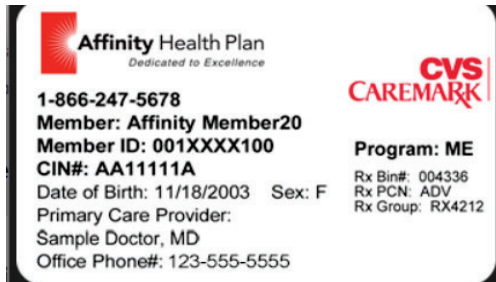 Affinity Health Plan
Dedicated to Excellence
CVS
CAREMARK
1-866-247-5678
Member: Affinity Member20
Member ID: 001XXXX100
CIN#: AA11111A
Date of Birth: 11/18/2003 Sex: F
Primary Care Provider:
Sample Doctor, MD
Office Phone#: 123-555-5555
Program: ME
Rx Bin#: 004336
Rx PCN: ADV
Rx Group: RX4212